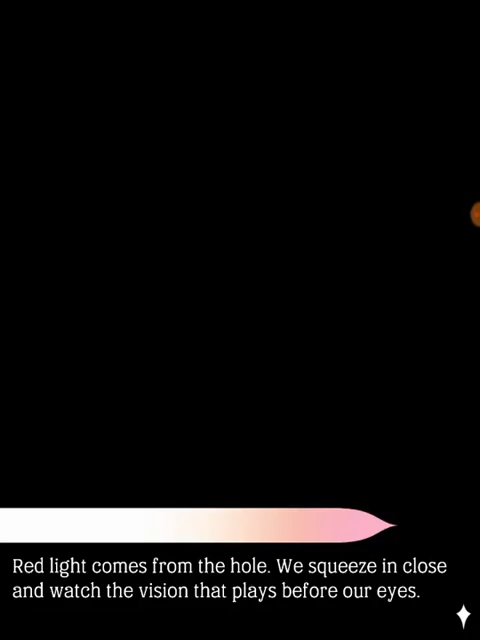 Red light comes from the hole. We squeeze in close
and watch the vision that plays before our eyes.